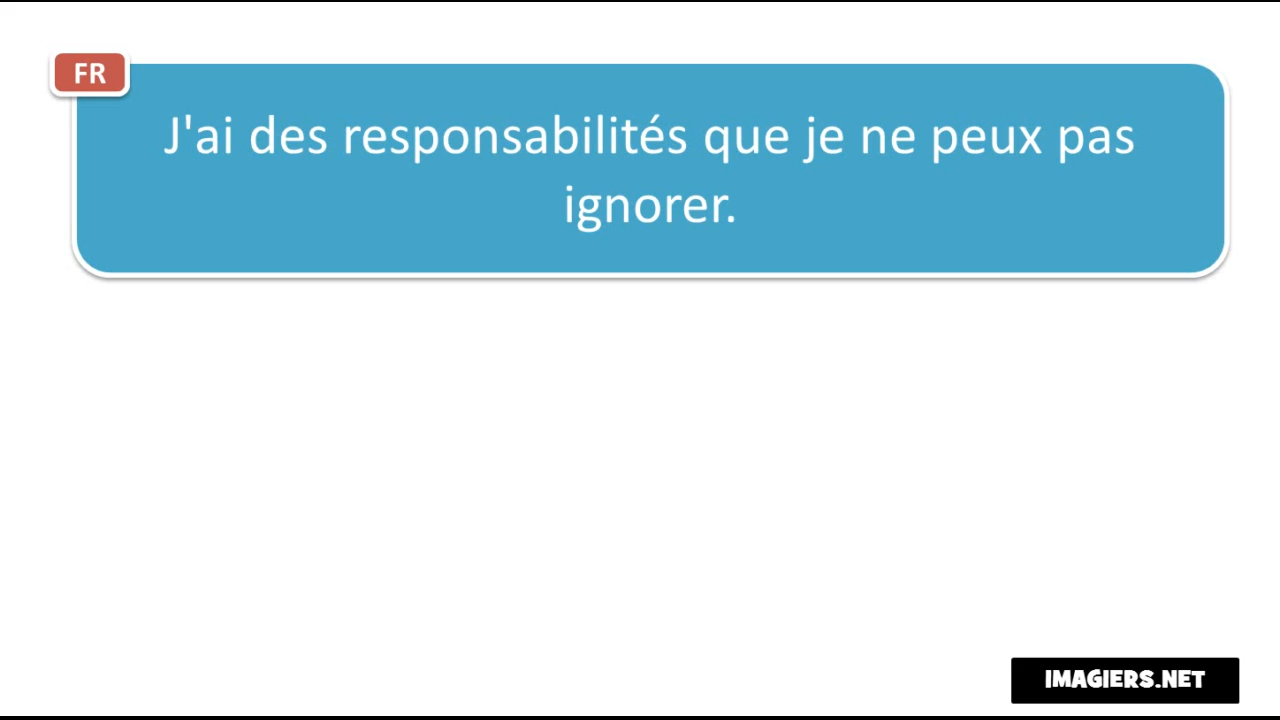 FR
J'ai des responsabilités que je ne peux pas
ignorer.
IMAGIERS.NET